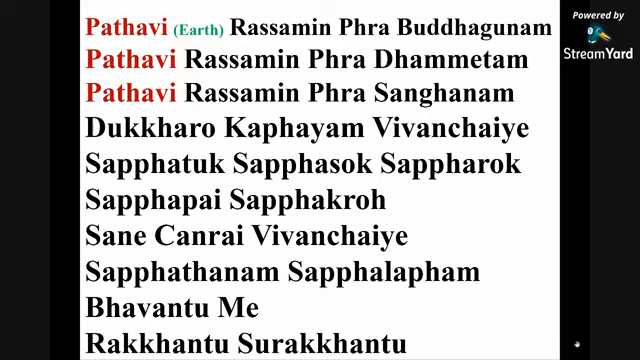 Pathavi (Earth) Rassamin Phra Buddhagunam
Pathavi Rassamin Phra Dhammetam
Pathavi Rassamin Phra Sanghanam
Dukkharo Kaphayam Vivanchaiye
Sapphatuk Sapphasok Sappharok
Sapphapai Sapphakroh
Sane Canrai Vivanchaiye
Sapphathanam Sapphalapham
Bhavantu Me
Rakkhantu Surakkhantu
Powered by
StreamYard